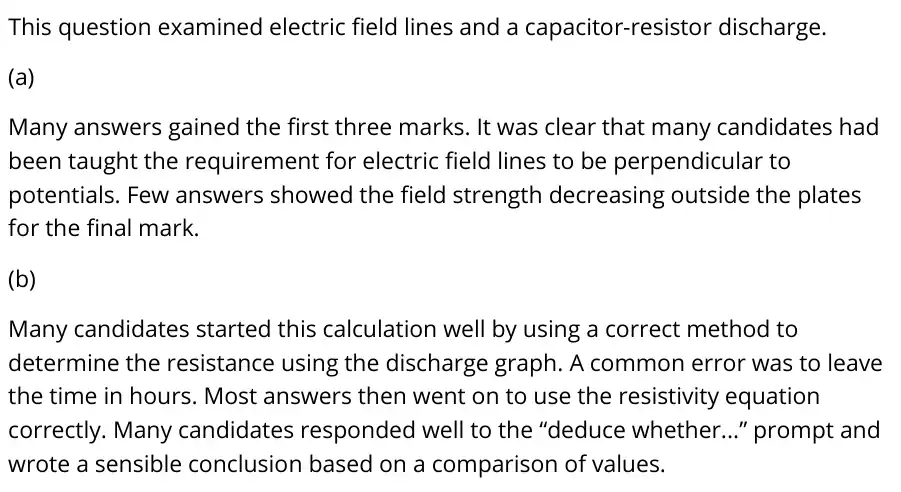 This question examined electric field lines and a capacitor-resistor discharge.
(a)
Many answers gained the first three marks. It was clear that many candidates had
been taught the requirement for electric field lines to be perpendicular to
potentials. Few answers showed the field strength decreasing outside the plates
for the final mark.
(b)
Many candidates started this calculation well by using a correct method to
determine the resistance using the discharge graph. A common error was to leave
the time in hours. Most answers then went on to use the resistivity equation
correctly. Many candidates responded well to the “deduce whether...” prompt and
wrote a sensible conclusion based on a comparison of values.